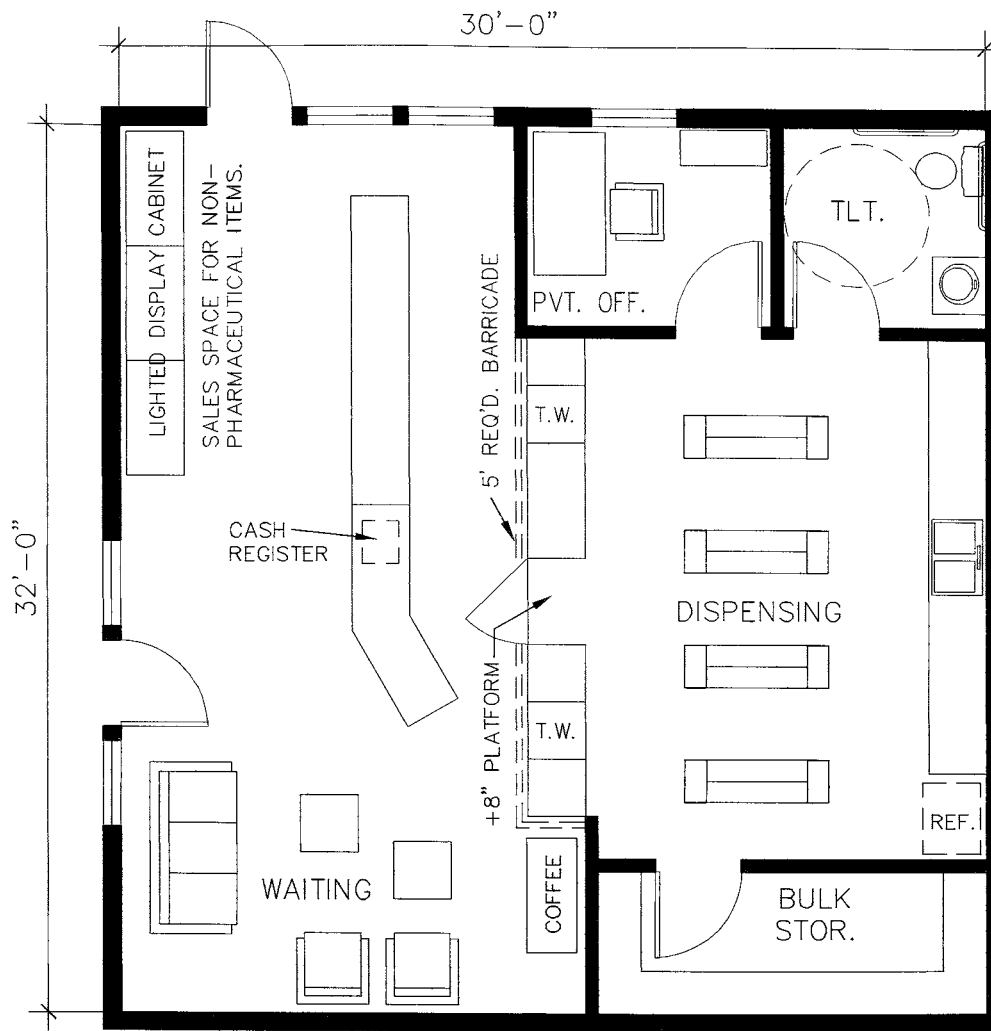 30'-0"
32'-0"
LIGHTED DISPLAY CABINET
SALES SPACE FOR NON-
PHARMACEUTICAL ITEMS.
PVT. OFF.
TLT.
5' REQ'D. BARRICADE
T.W.
CASH
REGISTER
DISPENSING
+8" PLATFORM
T.W.
REF.
WAITING
COFFEE
BULK
STOR.